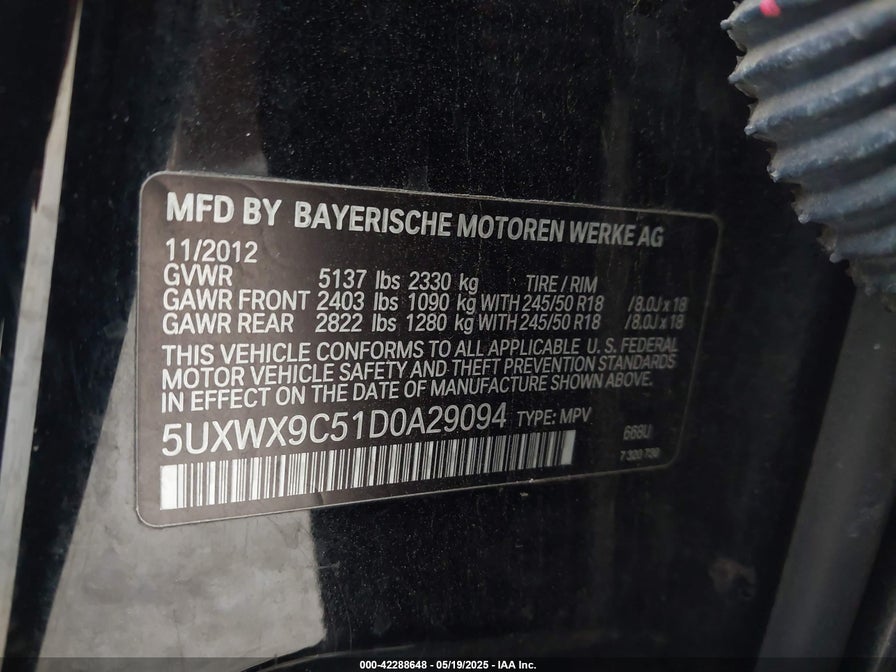 MFD BY BAYERISCHE MOTOREN WERKE AG
11/2012
GVWR 5137 lbs 2330 kg TIRE / RIM
GAWR FRONT 2403 lbs 1090 kg WITH 245/50 R18 /8.0J x 18
GAWR REAR 2822 lbs 1280 kg WITH 245/50 R18 /8.0J x 18
THIS VEHICLE CONFORMS TO ALL APPLICABLE U. S. FEDERAL
MOTOR VEHICLE SAFETY AND THEFT PREVENTION STANDARDS
IN EFFECT ON THE DATE OF MANUFACTURE SHOWN ABOVE.
5UXWX9C51D0A29094 TYPE: MPV
668U
7 320 730
000-42288648 - 05/19/2025 - IAA Inc.